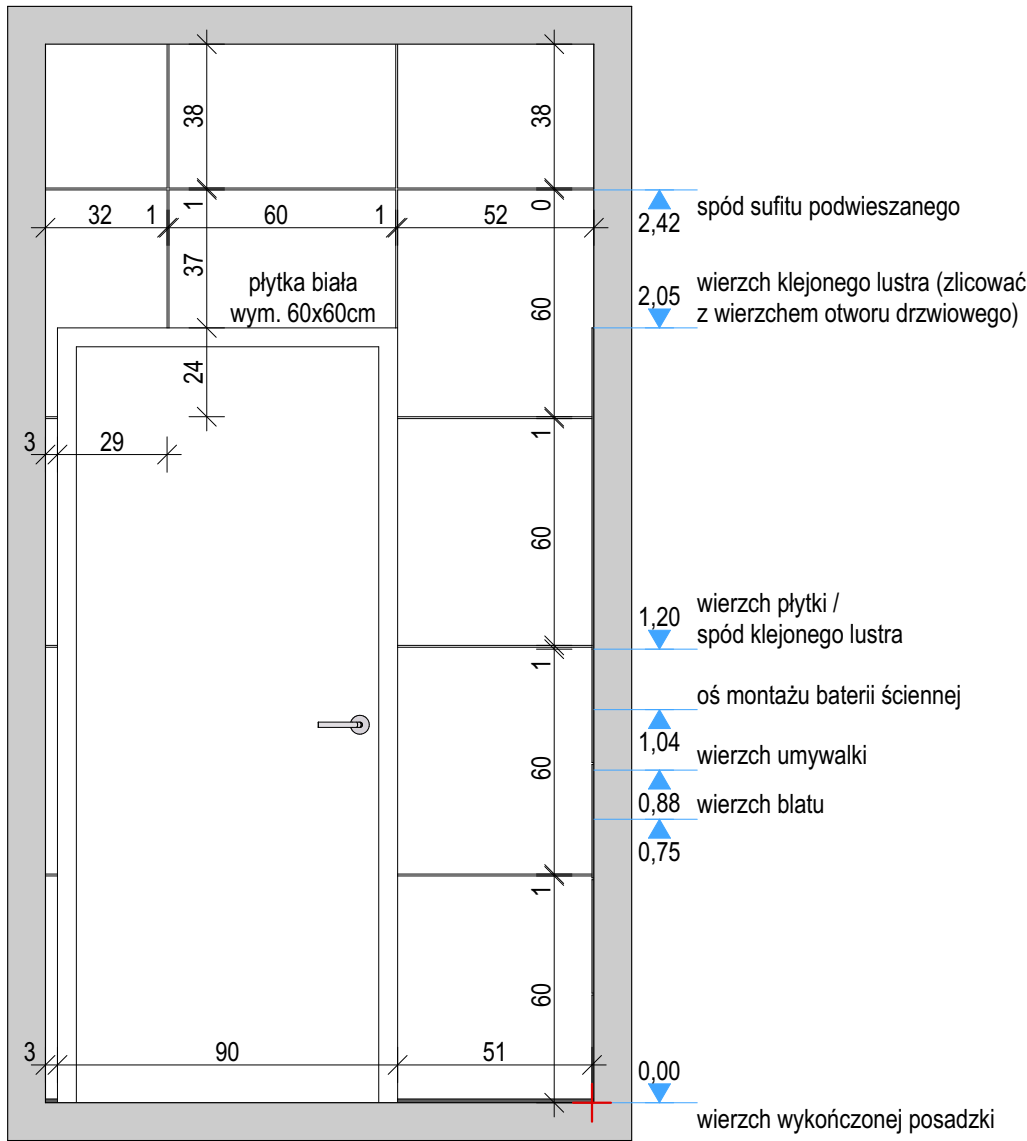 38
38
1
0
32
1
60
1
52
37
płytka biała
wym. 60x60cm
60
24
3
29
1
60
1
60
1
60
3
90
51
2,42
spód sufitu podwieszanego
2,05
wierzch klejonego lustra (zlicować
z wierzchem otworu drzwiowego)
1,20
wierzch płytki /
spód klejonego lustra
oś montażu baterii ściennej
1,04
wierzch umywalki
0,88
wierzch blatu
0,75
0,00
wierzch wykończonej posadzki